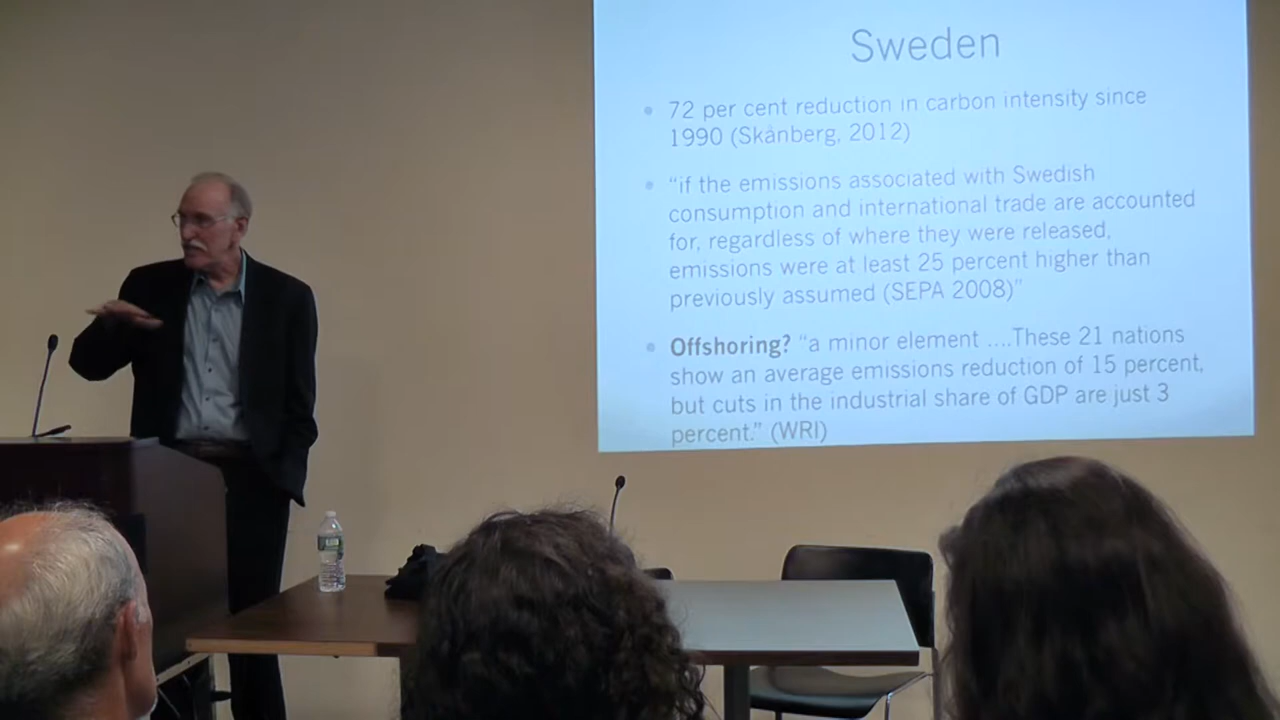 Sweden
• 72 per cent reduction in carbon intensity since
1990 (Skånberg, 2012)
• “if the emissions associated with Swedish
consumption and international trade are accounted
for, regardless of where they were released,
emissions were at least 25 percent higher than
previously assumed (SEPA 2008)”
• Offshoring? “a minor element ....These 21 nations
show an average emissions reduction of 15 percent,
but cuts in the industrial share of GDP are just 3
percent.” (WRI)